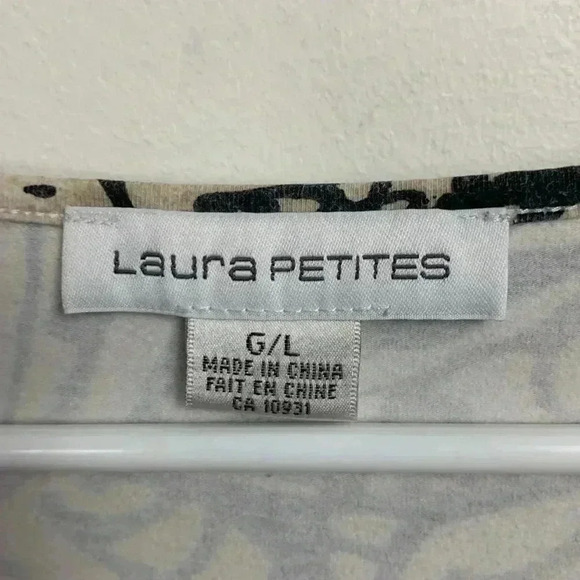 Laura PETITES
G/L
MADE IN CHINA
FAIT EN CHINE
CA 10931